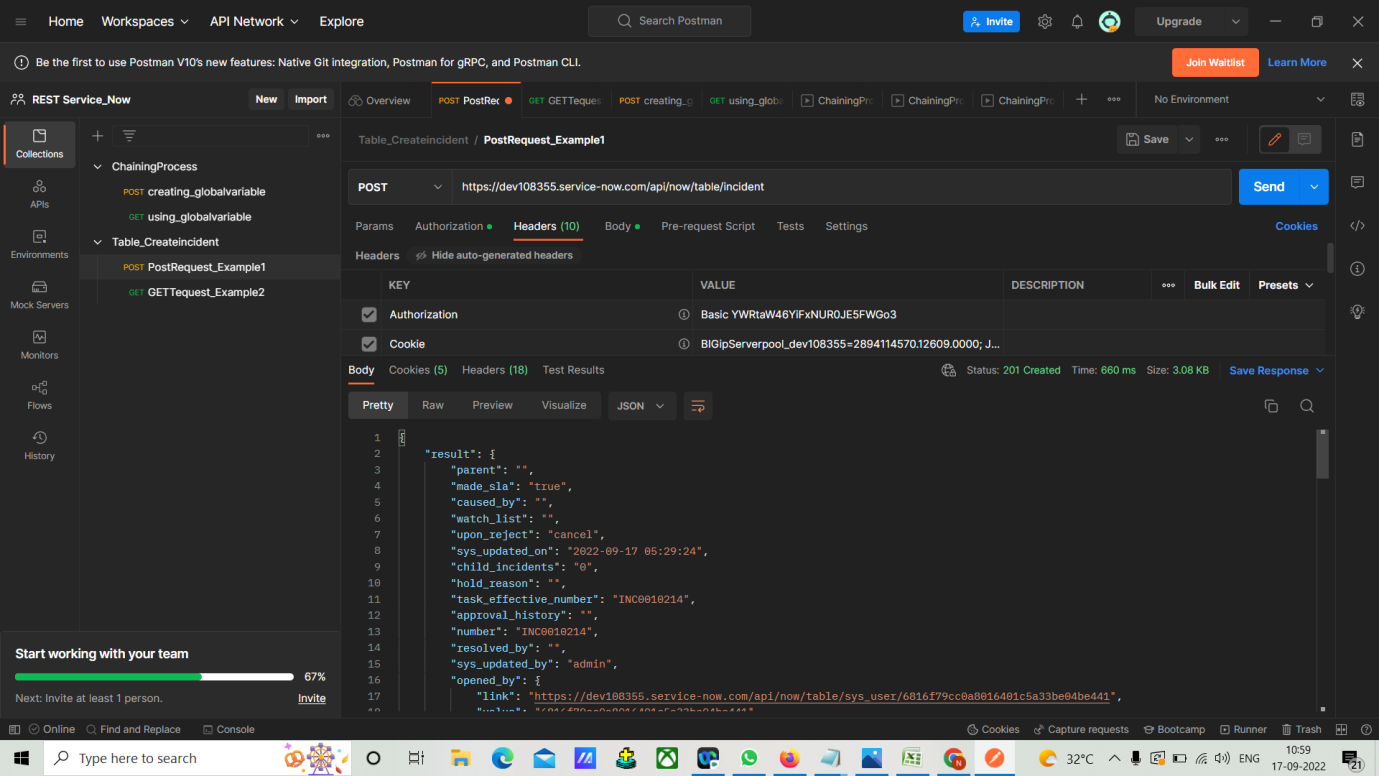 Home Workspaces API Network Explore Search Postman Invite Upgrade
Be the first to use Postman V10's new features: Native Git integration, Postman for gRPC, and Postman CLI. Join Waitlist Learn More
REST Service_Now New Import Overview POST PostRec GET GETTeques POST creating_g GET using_globa ChainingPro ChainingPro ChainingPro No Environment
Collections
APIs
Environments
Mock Servers
Monitors
Flows
History
ChainingProcess
POST creating_globalvariable
GET using_globalvariable
Table_Createincident
POST PostRequest_Example1
GET GETTequest_Example2
Table_Createincident / PostRequest_Example1 Save
POST https://dev108355.service-now.com/api/now/table/incident Send
Params Authorization Headers (10) Body Pre-request Script Tests Settings Cookies
Headers Hide auto-generated headers
KEY VALUE DESCRIPTION Bulk Edit Presets
Authorization Basic YWRtaW46YiFxNUR0JE5FWGo3
Cookie BIGipServerpool_dev108355=2894114570.12609.0000; J...
Body Cookies (5) Headers (18) Test Results Status: 201 Created Time: 660 ms Size: 3.08 KB Save Response
Pretty Raw Preview Visualize JSON
1 {
2 "result": {
3 "parent": "",
4 "made_sla": "true",
5 "caused_by": "",
6 "watch_list": "",
7 "upon_reject": "cancel",
8 "sys_updated_on": "2022-09-17 05:29:24",
9 "child_incidents": "0",
10 "hold_reason": "",
11 "task_effective_number": "INC0010214",
12 "approval_history": "",
13 "number": "INC0010214",
14 "resolved_by": "",
15 "sys_updated_by": "admin",
16 "opened_by": {
17 "link": "https://dev108355.service-now.com/api/now/table/sys_user/6816f79cc0a8016401c5a33be04be441",
18 "value": "6816f79cc0a8016401c5a33be04be441"
Start working with your team
67%
Next: Invite at least 1 person. Invite
Online Find and Replace Console Cookies Capture requests Bootcamp Runner Trash
Type here to search 32°C ENG 10:59
17-09-2022 21